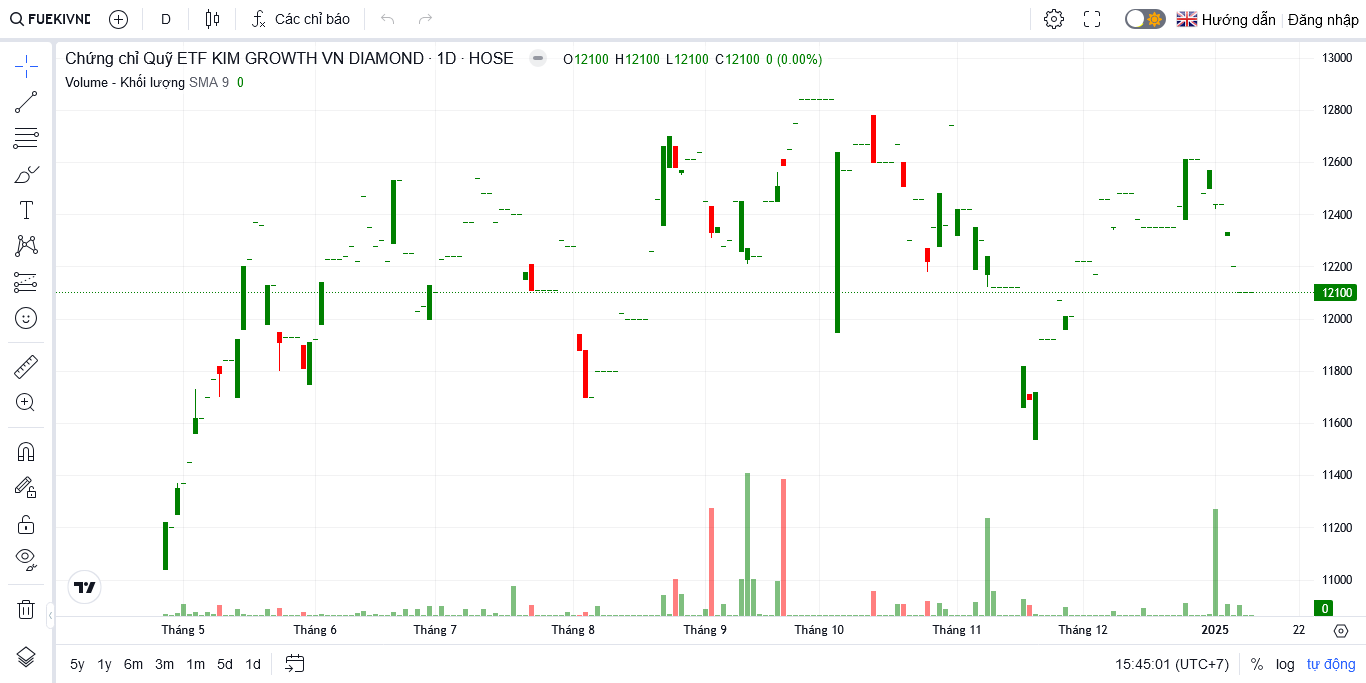 FUEKIVNE D Các chỉ báo Hướng dẫn Đăng nhập
Chứng chỉ Quỹ ETF KIM GROWTH VN DIAMOND · 1D · HOSE O12100 H12100 L12100 C12100 0 (0.00%)
Volume - Khối lượng SMA 9 0
13000
12800
12600
12400
12200
12100
12000
11800
11600
11400
11200
11000
0
Tháng 5 Tháng 6 Tháng 7 Tháng 8 Tháng 9 Tháng 10 Tháng 11 Tháng 12 2025 22
5y 1y 6m 3m 1m 5d 1d 15:45:01 (UTC+7) % log tự động